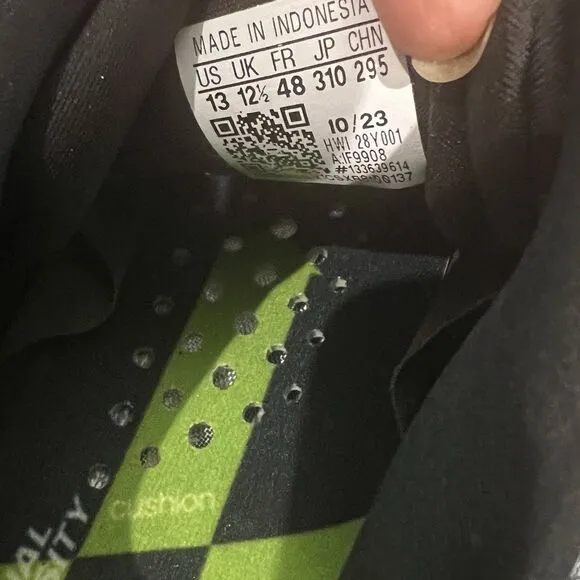 MADE IN INDONESIA
US UK FR JP CHN
13 12½ 48 310 295
10/23
HWI 28Y001
A:IF9908
#133639614
cushion